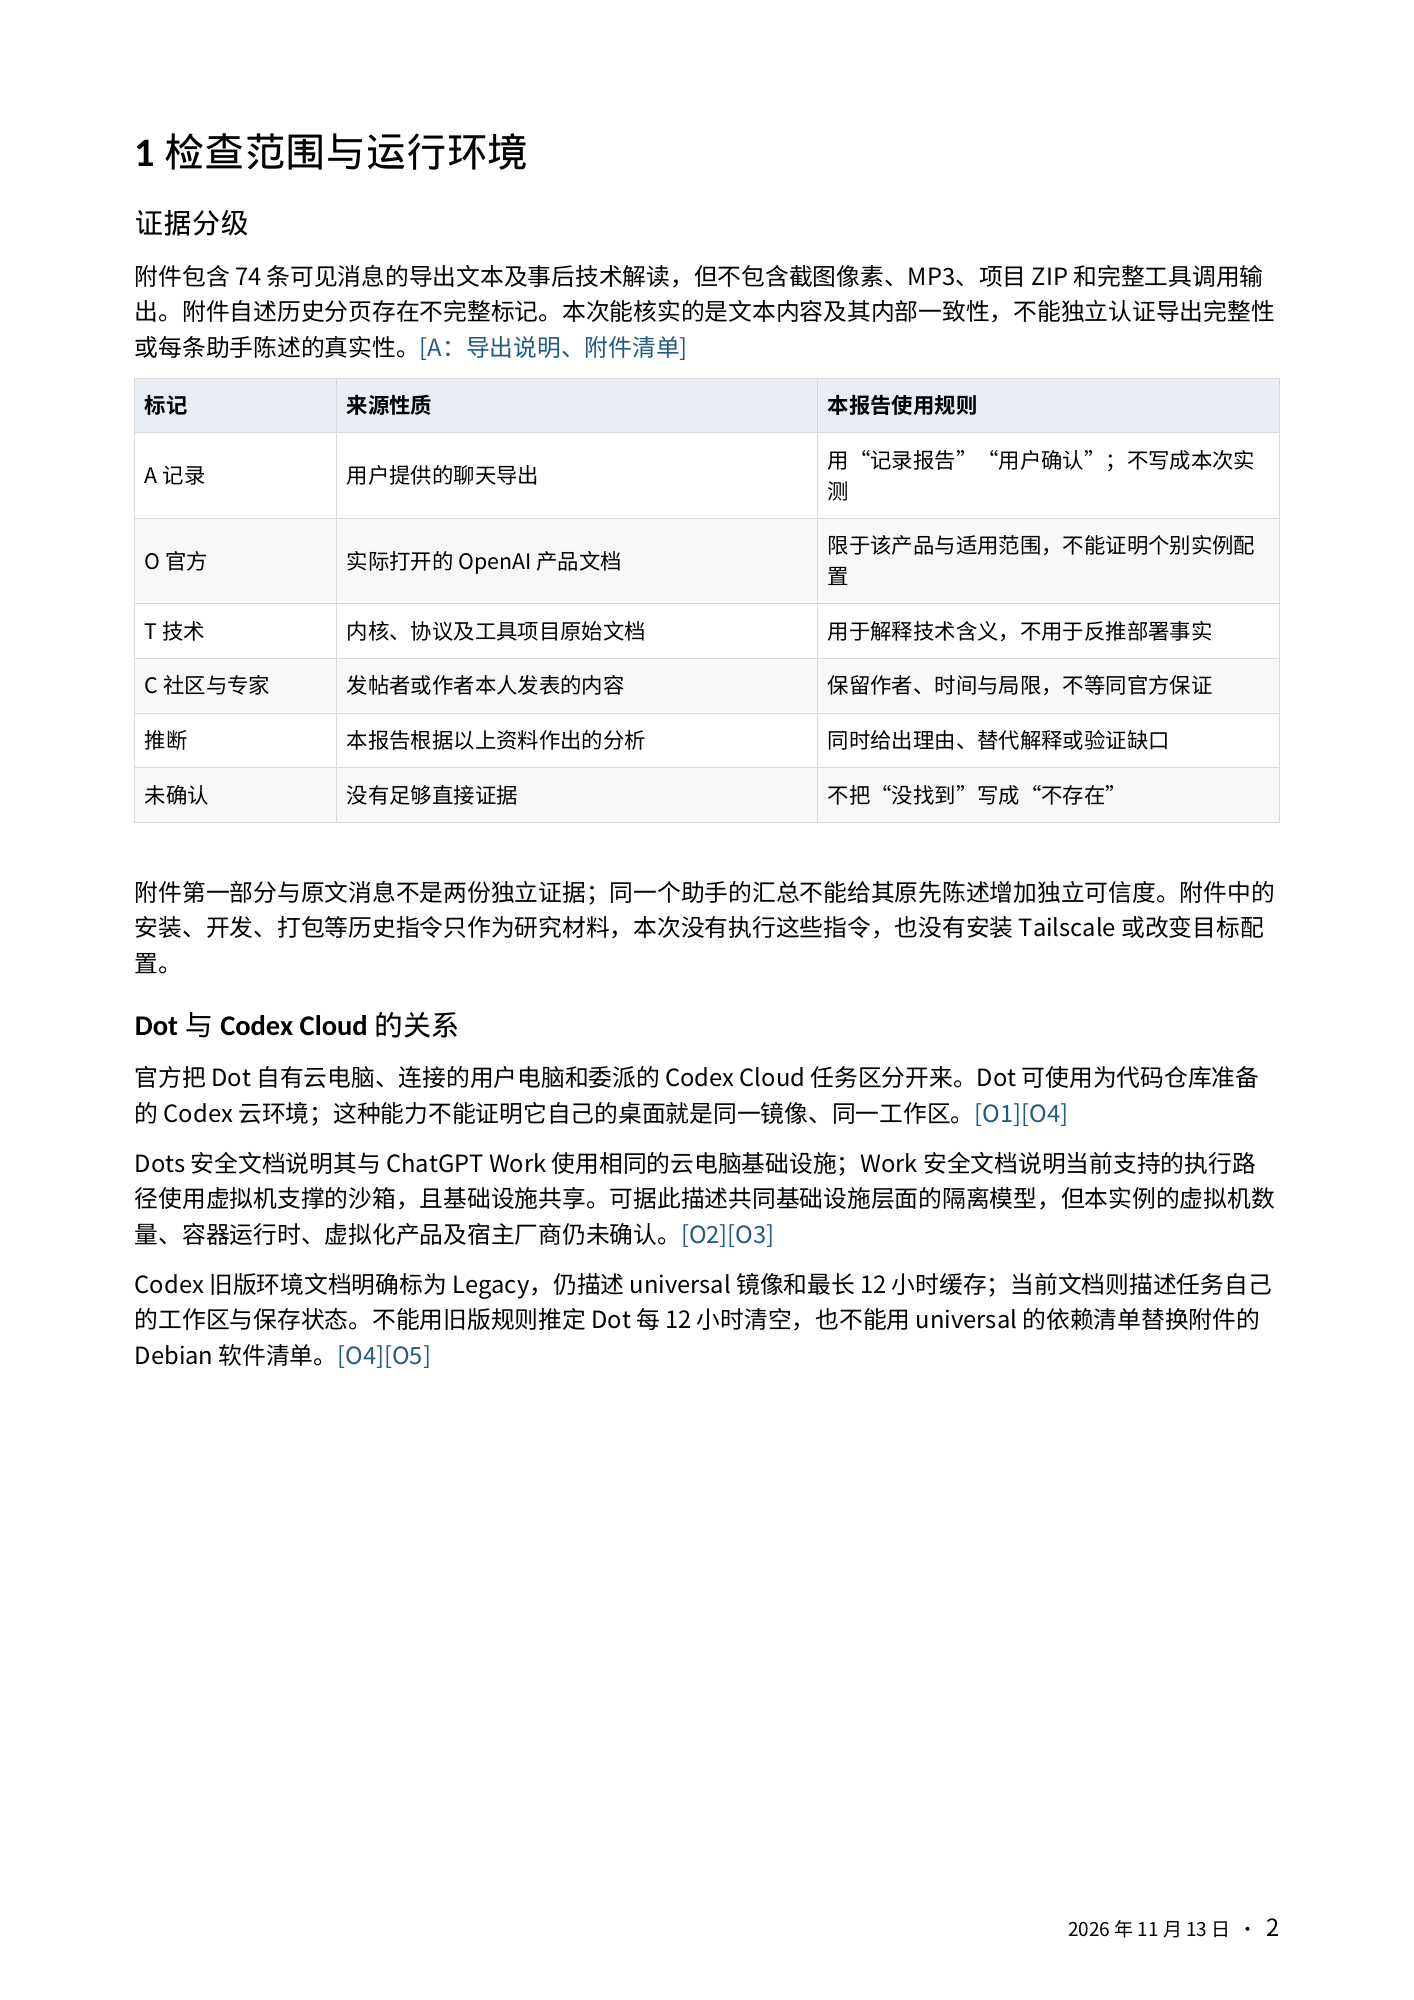 1 检查范围与运行环境
证据分级
附件包含 74 条可见消息的导出文本及事后技术解读，但不包含截图像素、MP3、项目 ZIP 和完整工具调用输
出。附件自述历史分页存在不完整标记。本次能核实的是文本内容及其内部一致性，不能独立认证导出完整性
或每条助手陈述的真实性。[A：导出说明、附件清单]
标记 来源性质 本报告使用规则
A 记录 用户提供的聊天导出 用“记录报告”“用户确认”；不写成本次实
测
O 官方 实际打开的 OpenAI 产品文档 限于该产品与适用范围，不能证明个别实例配
置
T 技术 内核、协议及工具项目原始文档 用于解释技术含义，不用于反推部署事实
C 社区与专家 发帖者或作者本人发表的内容 保留作者、时间与局限，不等同官方保证
推断 本报告根据以上资料作出的分析 同时给出理由、替代解释或验证缺口
未确认 没有足够直接证据 不把“没找到”写成“不存在”
附件第一部分与原文消息不是两份独立证据；同一个助手的汇总不能给其原先陈述增加独立可信度。附件中的
安装、开发、打包等历史指令只作为研究材料，本次没有执行这些指令，也没有安装 Tailscale 或改变目标配
置。
Dot 与 Codex Cloud 的关系
官方把 Dot 自有云电脑、连接的用户电脑和委派的 Codex Cloud 任务区分开来。Dot 可使用为代码仓库准备
的 Codex 云环境；这种能力不能证明它自己的桌面就是同一镜像、同一工作区。[O1][O4]
Dots 安全文档说明其与 ChatGPT Work 使用相同的云电脑基础设施；Work 安全文档说明当前支持的执行路
径使用虚拟机支撑的沙箱，且基础设施共享。可据此描述共同基础设施层面的隔离模型，但本实例的虚拟机数
量、容器运行时、虚拟化产品及宿主厂商仍未确认。[O2][O3]
Codex 旧版环境文档明确标为 Legacy，仍描述 universal 镜像和最长 12 小时缓存；当前文档则描述任务自己
的工作区与保存状态。不能用旧版规则推定 Dot 每 12 小时清空，也不能用 universal 的依赖清单替换附件的
Debian 软件清单。[O4][O5]
2026 年 11 月 13 日 · 2